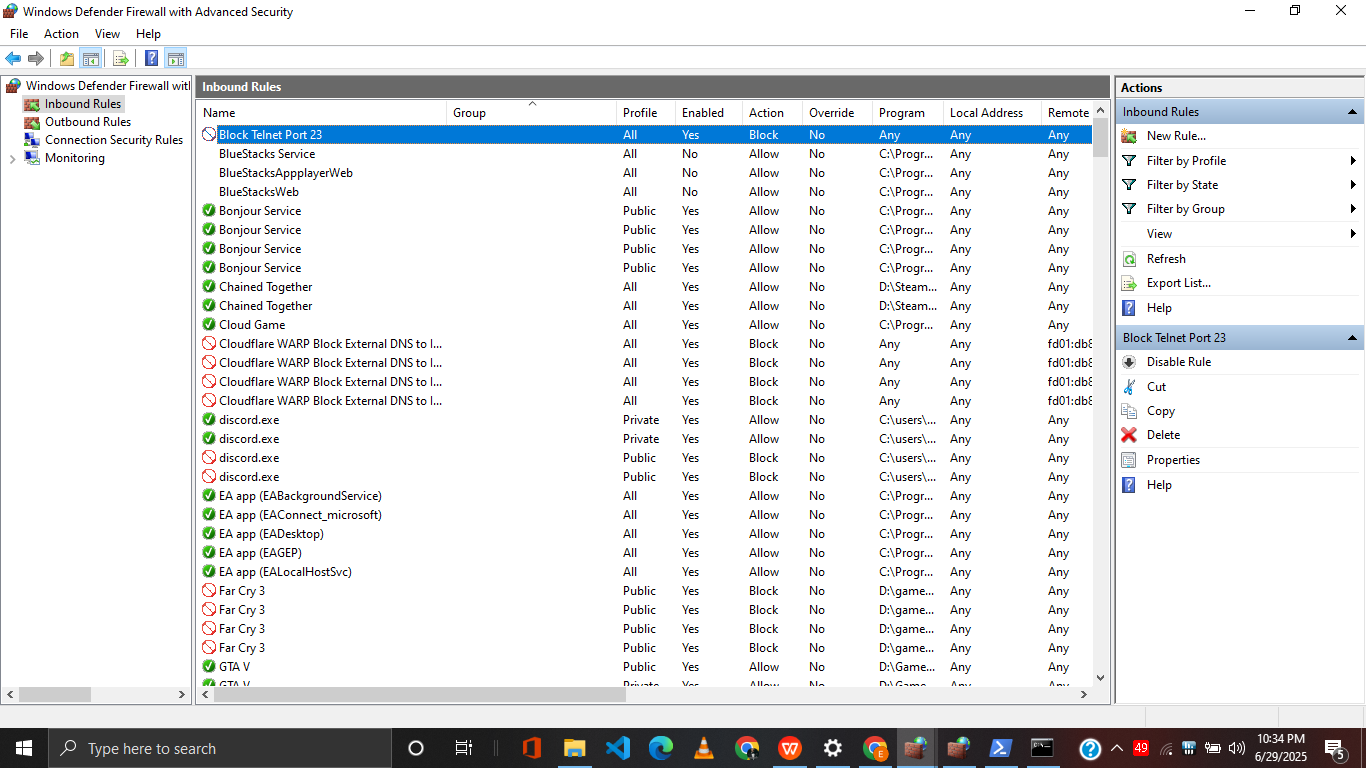 Windows Defender Firewall with Advanced Security
File Action View Help
Windows Defender Firewall witl
Inbound Rules
Outbound Rules
Connection Security Rules
Monitoring
Inbound Rules
Name Group Profile Enabled Action Override Program Local Address Remote
Block Telnet Port 23 All Yes Block No Any Any Any
BlueStacks Service All No Allow No C:\Progr... Any Any
BlueStacksAppplayerWeb All No Allow No C:\Progr... Any Any
BlueStacksWeb All No Allow No C:\Progr... Any Any
Bonjour Service Public Yes Allow No C:\Progr... Any Any
Bonjour Service Public Yes Allow No C:\Progr... Any Any
Bonjour Service Public Yes Allow No C:\Progr... Any Any
Bonjour Service Public Yes Allow No C:\Progr... Any Any
Chained Together All Yes Allow No D:\Steam... Any Any
Chained Together All Yes Allow No D:\Steam... Any Any
Cloud Game All Yes Allow No C:\Progr... Any Any
Cloudflare WARP Block External DNS to I... All Yes Block No Any Any fd01:db8
Cloudflare WARP Block External DNS to I... All Yes Block No Any Any fd01:db8
Cloudflare WARP Block External DNS to I... All Yes Block No Any Any fd01:db8
Cloudflare WARP Block External DNS to I... All Yes Block No Any Any fd01:db8
discord.exe Private Yes Allow No C:\users\... Any Any
discord.exe Private Yes Allow No C:\users\... Any Any
discord.exe Public Yes Block No C:\users\... Any Any
discord.exe Public Yes Block No C:\users\... Any Any
EA app (EABackgroundService) All Yes Allow No C:\Progr... Any Any
EA app (EAConnect_microsoft) All Yes Allow No C:\Progr... Any Any
EA app (EADesktop) All Yes Allow No C:\Progr... Any Any
EA app (EAGEP) All Yes Allow No C:\Progr... Any Any
EA app (EALocalHostSvc) All Yes Allow No C:\Progr... Any Any
Far Cry 3 Public Yes Block No D:\game... Any Any
Far Cry 3 Public Yes Block No D:\game... Any Any
Far Cry 3 Public Yes Block No D:\game... Any Any
Far Cry 3 Public Yes Block No D:\game... Any Any
GTA V Public Yes Allow No D:\Game... Any Any
GTA V Private Yes Allow No D:\Game... Any Any
Actions
Inbound Rules
New Rule...
Filter by Profile
Filter by State
Filter by Group
View
Refresh
Export List...
Help
Block Telnet Port 23
Disable Rule
Cut
Copy
Delete
Properties
Help
Type here to search
49
10:34 PM
6/29/2025
5